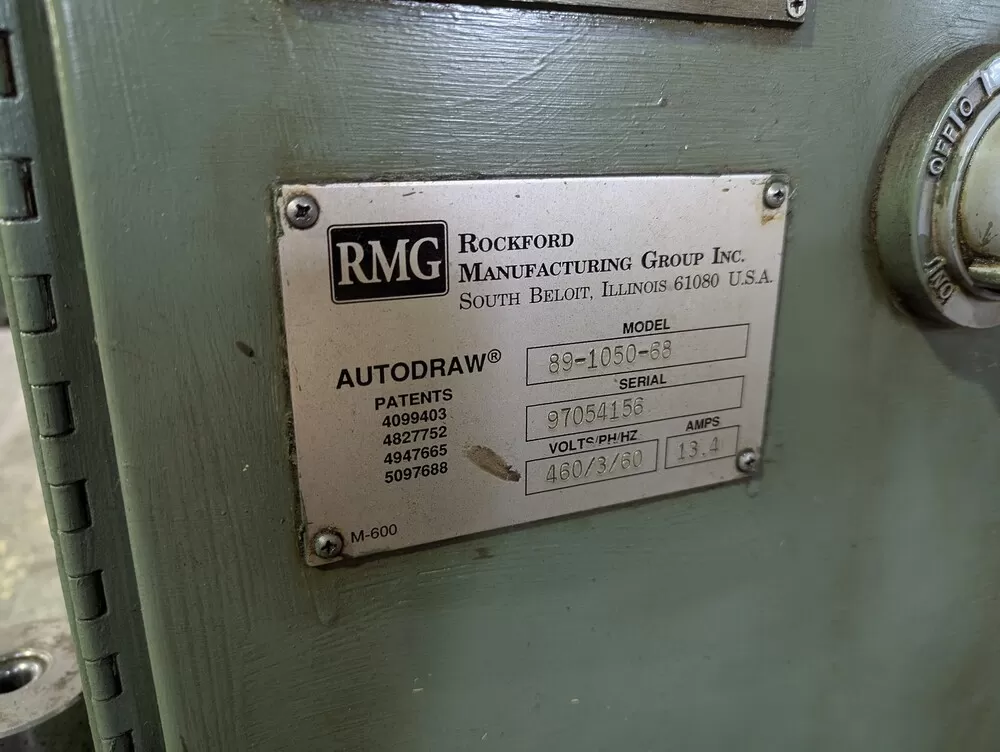 RMG
ROCKFORD
MANUFACTURING GROUP INC.
SOUTH BELOIT, ILLINOIS 61080 U.S.A.
AUTODRAW®
PATENTS
4099403
4827752
4947665
5097688
MODEL
89-1050-68
SERIAL
97054156
VOLTS/PH/HZ
460/3/60
AMPS
13.4
M-600
OFF O
I
ON I